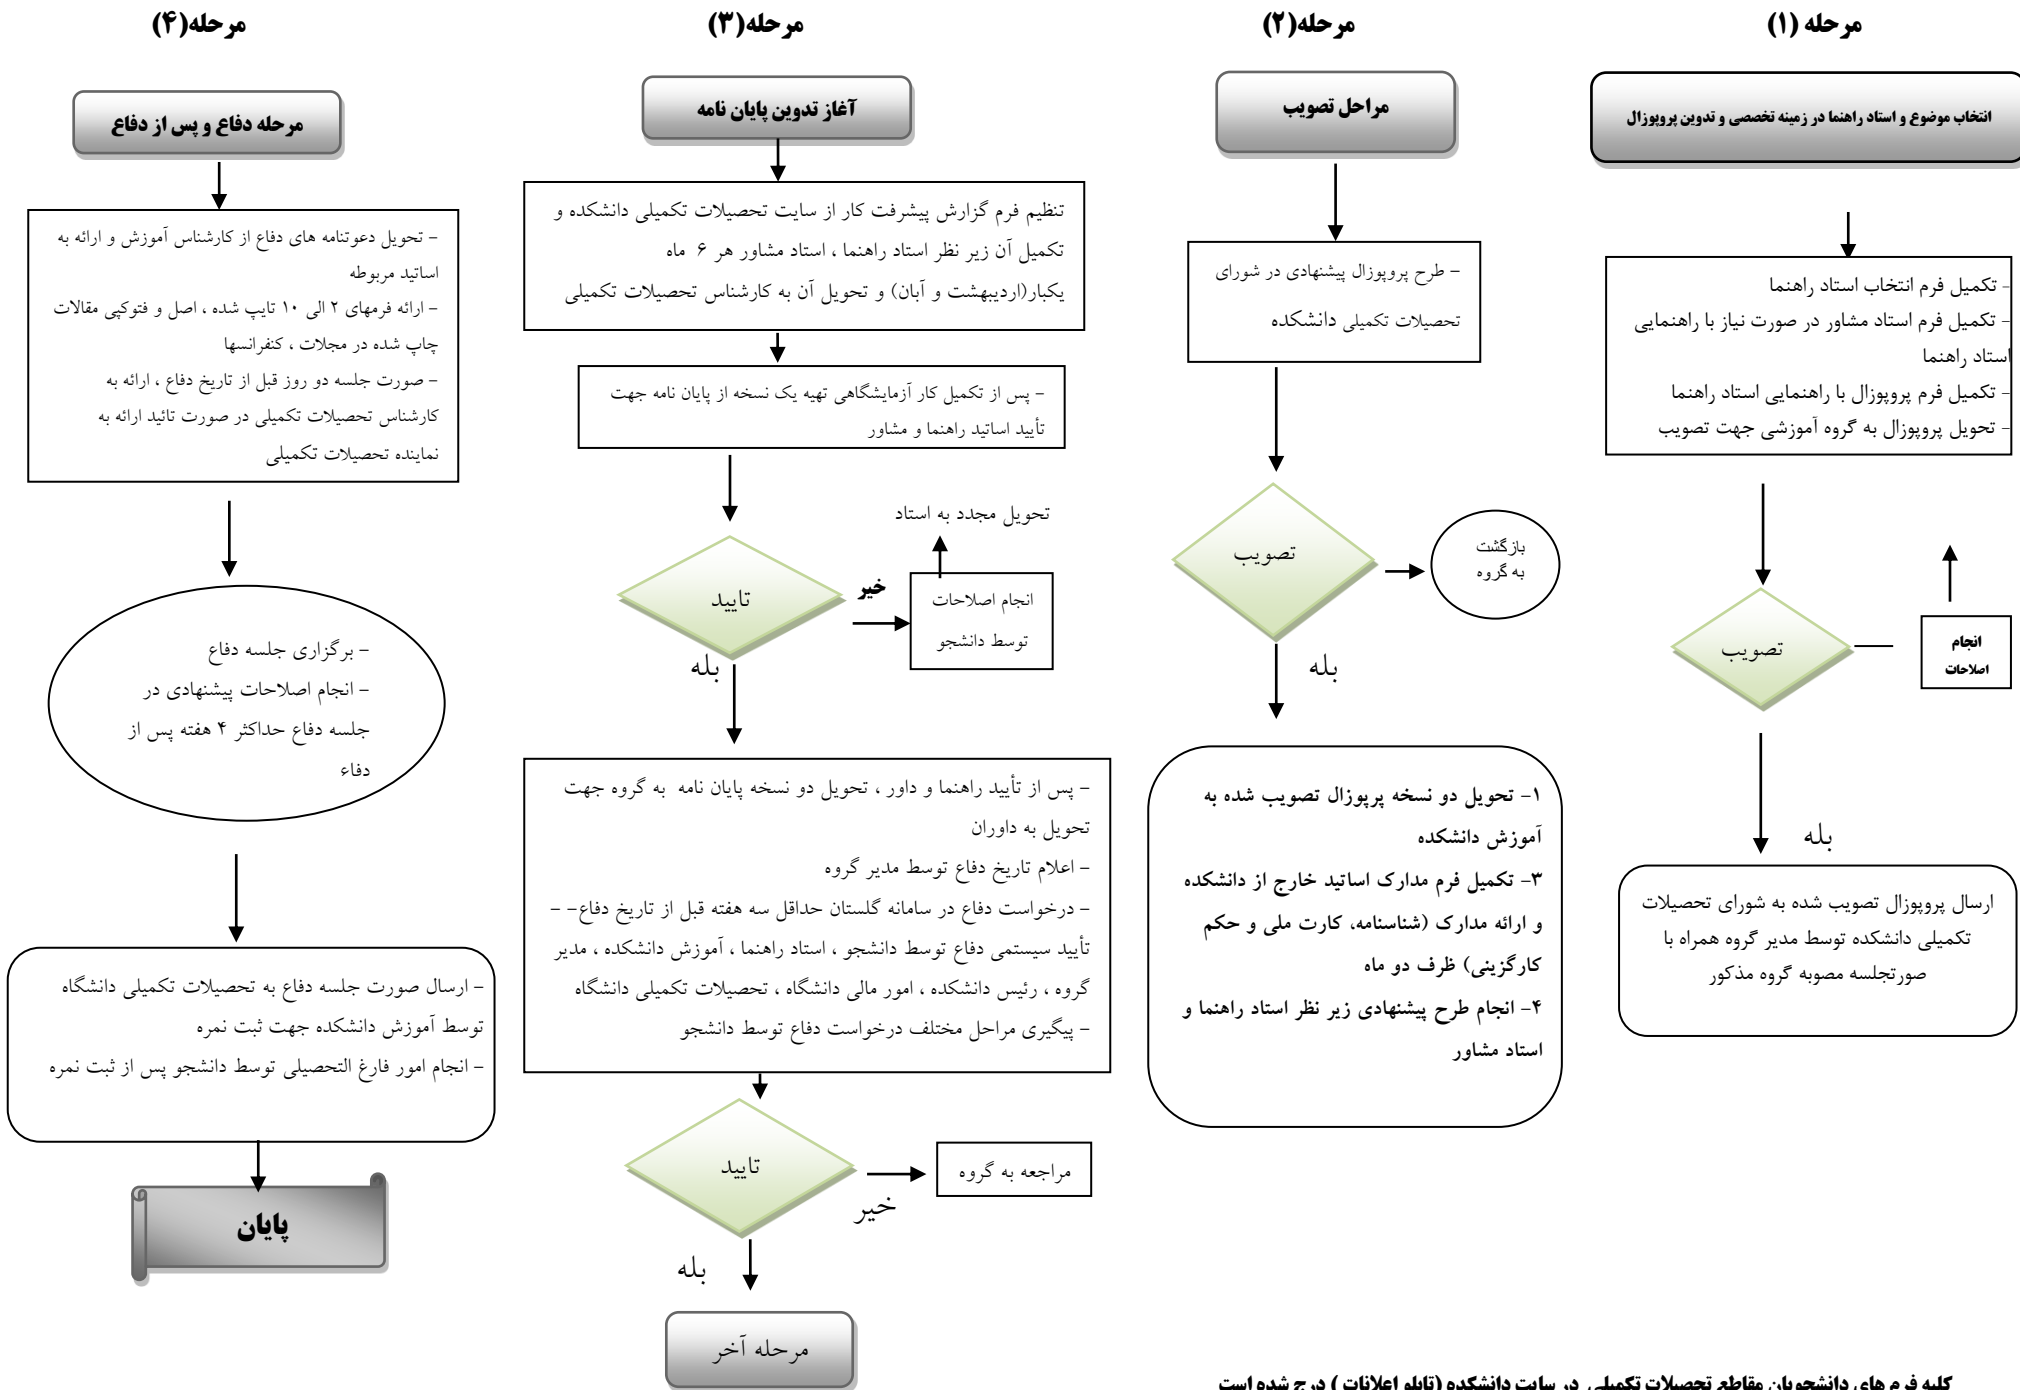 مرحله (۱)
انتخاب موضوع و استاد راهنما در زمینه تخصصی و تدوین پروپوزال
- تکمیل فرم انتخاب استاد راهنما
- تکمیل فرم استاد مشاور در صورت نیاز با راهنمایی
استاد راهنما
- تکمیل فرم پروپوزال با راهنمایی استاد راهنما
- تحویل پروپوزال به گروه آموزشی جهت تصویب
تصویب
انجام
اصلاحات
بله
ارسال پروپوزال تصویب شده به شورای تحصیلات
تکمیلی دانشکده توسط مدیر گروه همراه با
صورتجلسه مصوبه گروه مذکور
مرحله(۲)
مراحل تصویب
- طرح پروپوزال پیشنهادی در شورای
تحصیلات تکمیلی دانشکده
تصویب
بازگشت
به گروه
بله
۱- تحویل دو نسخه پرپوزال تصویب شده به
آموزش دانشکده
۳- تکمیل فرم مدارک اساتید خارج از دانشکده
و ارائه مدارک (شناسنامه، کارت ملی و حکم
کارگزینی) ظرف دو ماه
۴- انجام طرح پیشنهادی زیر نظر استاد راهنما و
استاد مشاور
مرحله(۳)
آغاز تدوین پایان نامه
تنظیم فرم گزارش پیشرفت کار از سایت تحصیلات تکمیلی دانشکده و
تکمیل آن زیر نظر استاد راهنما ، استاد مشاور هر ۶ ماه
یکبار(اردیبهشت و آبان) و تحویل آن به کارشناس تحصیلات تکمیلی
- پس از تکمیل کار آزمایشگاهی تهیه یک نسخه از پایان نامه جهت
تأیید اساتید راهنما و مشاور
تحویل مجدد به استاد
تایید
خیر
انجام اصلاحات
توسط دانشجو
بله
- پس از تأیید راهنما و داور ، تحویل دو نسخه پایان نامه به گروه جهت
تحویل به داوران
- اعلام تاریخ دفاع توسط مدیر گروه
- درخواست دفاع در سامانه گلستان حداقل سه هفته قبل از تاریخ دفاع- -
تأیید سیستمی دفاع توسط دانشجو ، استاد راهنما ، آموزش دانشکده ، مدیر
گروه ، رئیس دانشکده ، امور مالی دانشگاه ، تحصیلات تکمیلی دانشگاه
- پیگیری مراحل مختلف درخواست دفاع توسط دانشجو
تایید
مراجعه به گروه
خیر
بله
مرحله آخر
مرحله(۴)
مرحله دفاع و پس از دفاع
- تحویل دعوتنامه های دفاع از کارشناس آموزش و ارائه به
اساتید مربوطه
- ارائه فرمهای ۲ الی ۱۰ تایپ شده ، اصل و فتوکپی مقالات
چاپ شده در مجلات ، کنفرانسها
- صورت جلسه دو روز قبل از تاریخ دفاع ، ارائه به
کارشناس تحصیلات تکمیلی در صورت تائید ارائه به
نماینده تحصیلات تکمیلی
- برگزاری جلسه دفاع
- انجام اصلاحات پیشنهادی در
جلسه دفاع حداکثر ۴ هفته پس از
دفاع
- ارسال صورت جلسه دفاع به تحصیلات تکمیلی دانشگاه
توسط آموزش دانشکده جهت ثبت نمره
- انجام امور فارغ التحصیلی توسط دانشجو پس از ثبت نمره
پایان
کلیه فرم های دانشجویان مقاطع تحصیلات تکمیلی در سایت دانشکده (تابلو اعلانات ) درج شده است